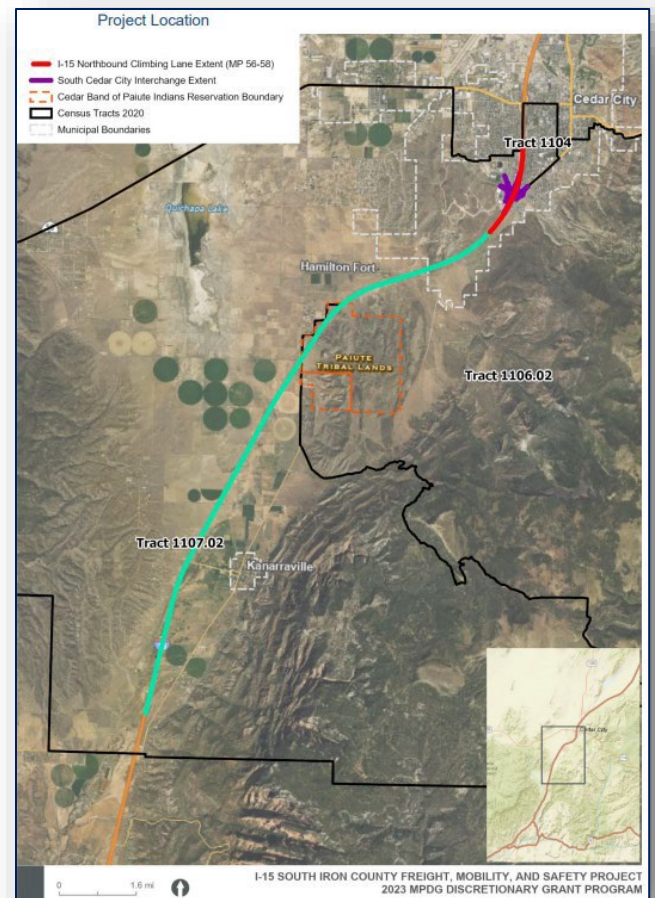 Project Location
I-15 Northbound Climbing Lane Extent (MP 56-58)
South Cedar City Interchange Extent
Cedar Band of Paiute Indians Reservation Boundary
Census Tracts 2020
Municipal Boundaries
Cedar City
Tract 1104
Quichapa Lake
Hamilton Fort
PAIUTE
TRIBAL LANDS
Tract 1106.02
Tract 1107.02
Kanarraville
I-15 SOUTH IRON COUNTY FREIGHT, MOBILITY, AND SAFETY PROJECT
2023 MPDG DISCRETIONARY GRANT PROGRAM
0 1.6 mi